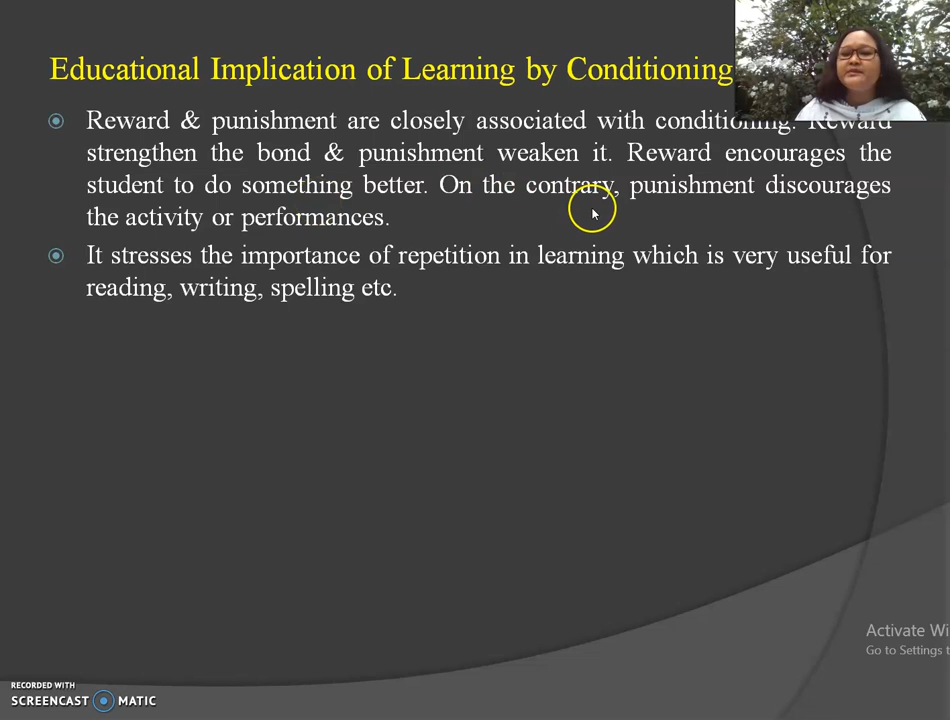 Educational Implication of Learning by Conditioning
Reward & punishment are closely associated with conditioning. Reward
strengthen the bond & punishment weaken it. Reward encourages the
student to do something better. On the contrary, punishment discourages
the activity or performances.
It stresses the importance of repetition in learning which is very useful for
reading, writing, spelling etc.
Activate Wi
Go to Settings t
RECORDED WITH
SCREENCAST MATIC